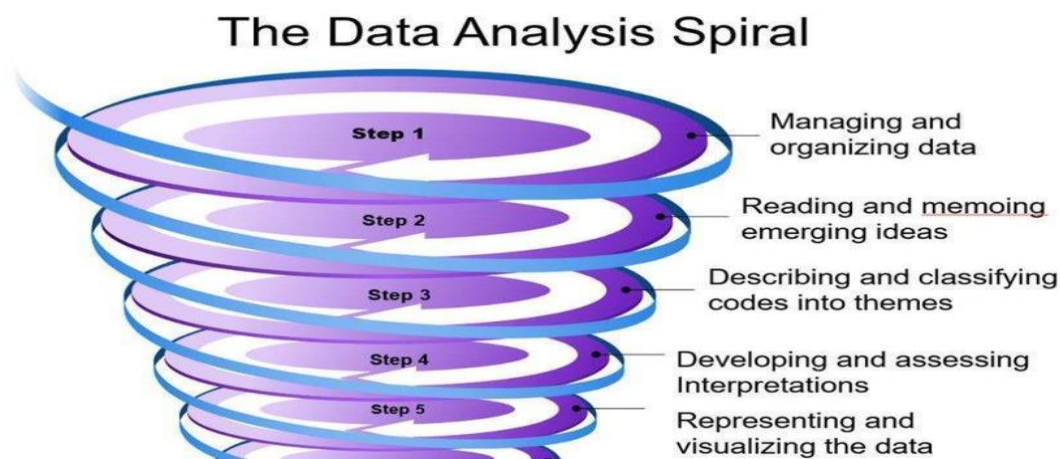 The Data Analysis Spiral
Step 1
Managing and
organizing data
Step 2
Reading and memoing
emerging ideas
Step 3
Describing and classifying
codes into themes
Step 4
Developing and assessing
Interpretations
Step 5
Representing and
visualizing the data